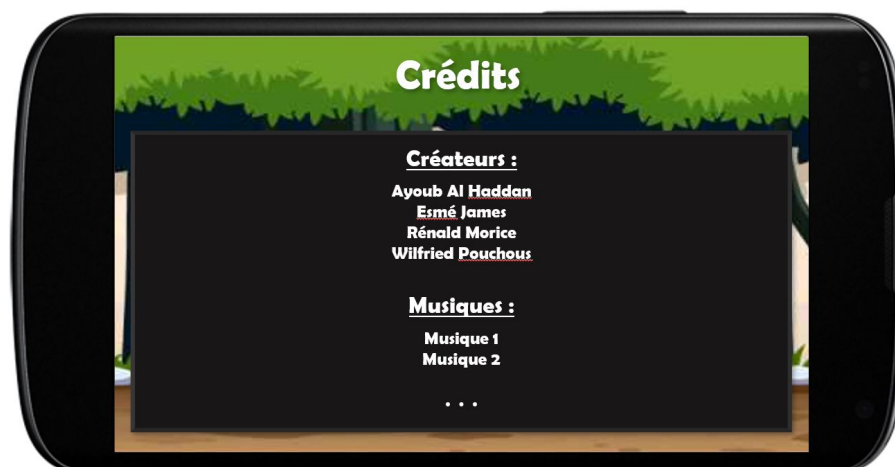 Crédits
Créateurs :
Ayoub Al Haddan
Esmé James
Rénald Morice
Wilfried Pouchous
Musiques :
Musique 1
Musique 2
. . .